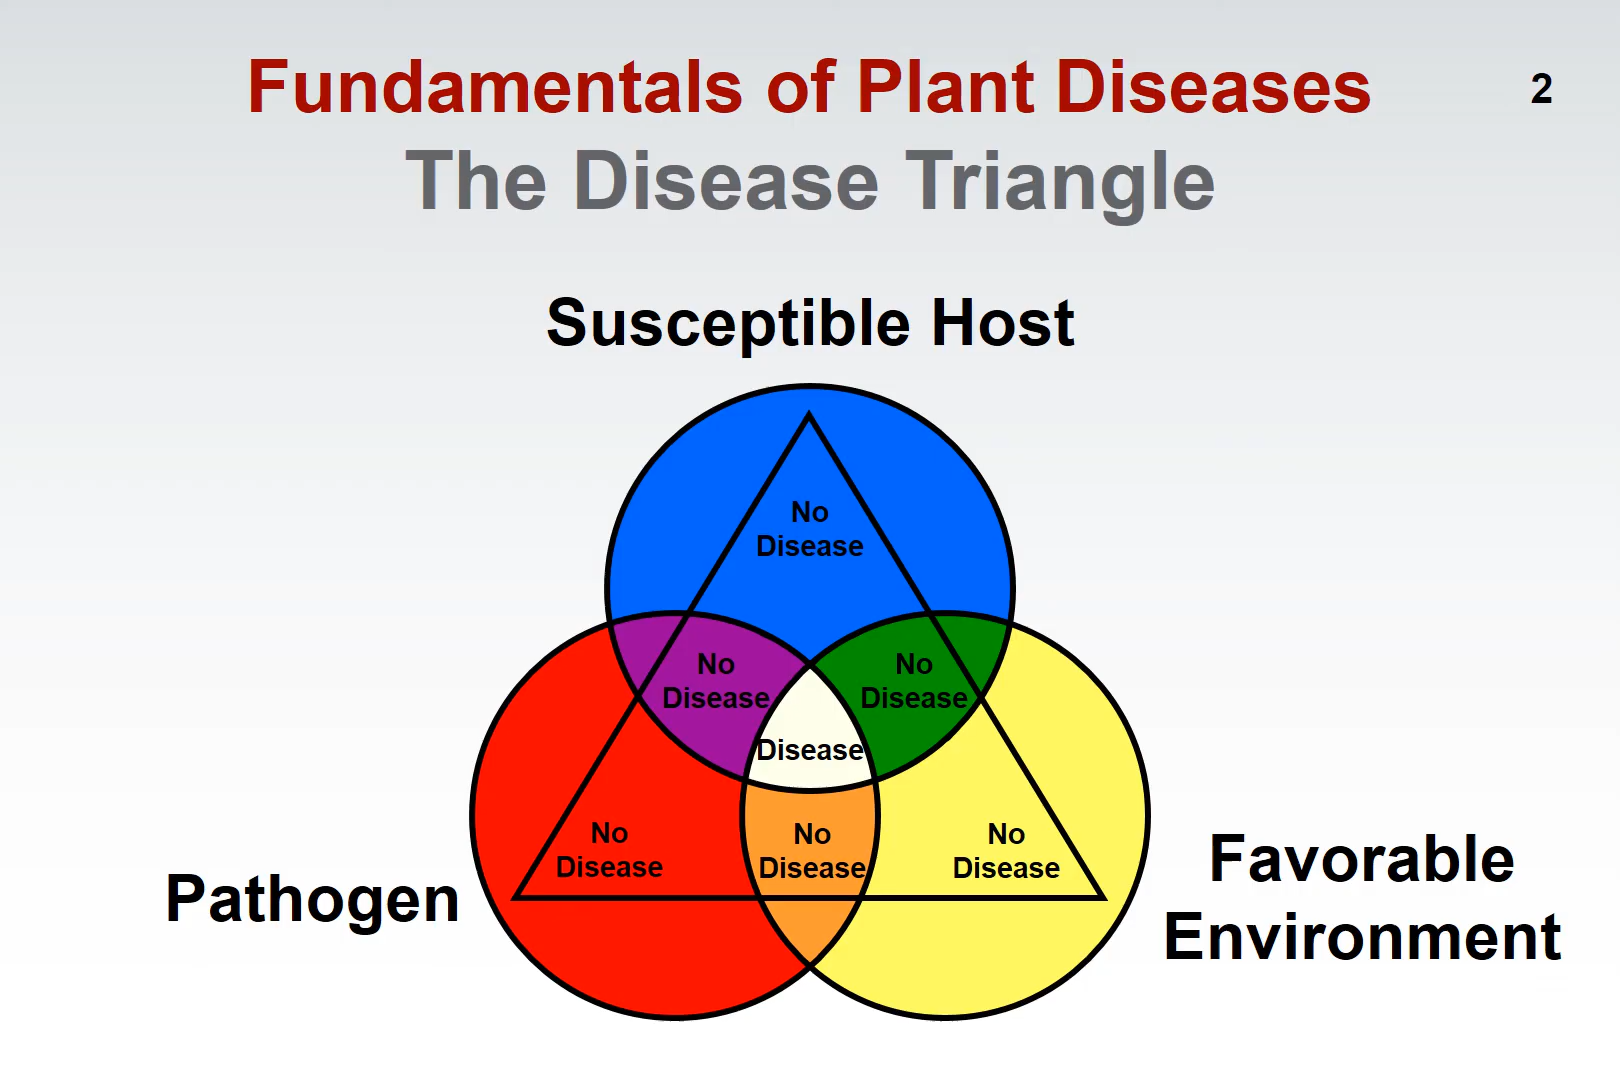 Fundamentals of Plant Diseases
2
The Disease Triangle
Susceptible Host
No
Disease
No
Disease
No
Disease
Disease
No
Disease
No
Disease
No
Disease
Pathogen
Favorable
Environment